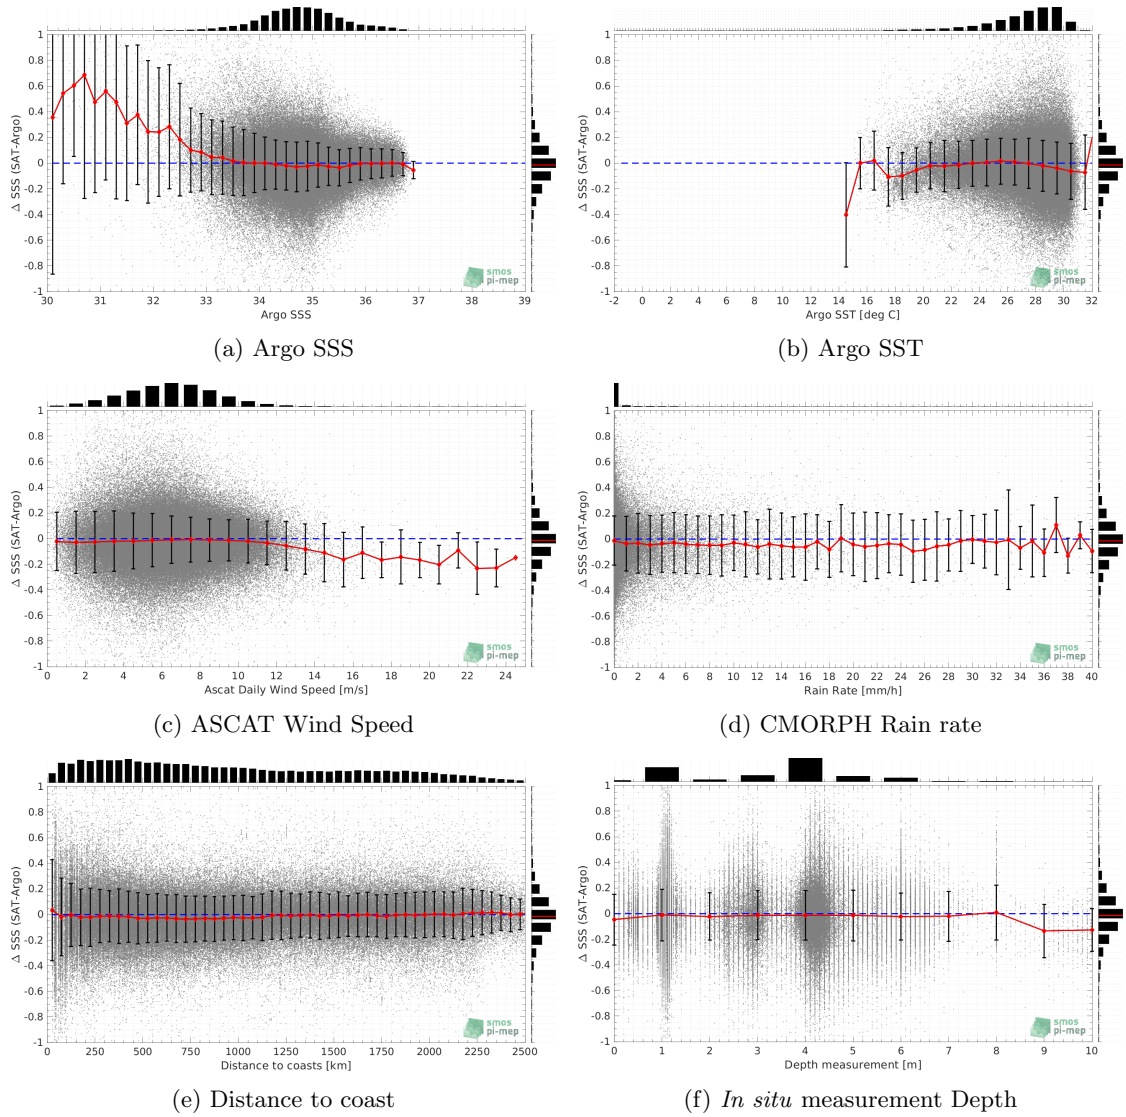 1
0.8
0.6
0.4
0.2
0
-0.2
-0.4
-0.6
-0.8
-1
Δ SSS (SAT-Argo)
30 31 32 33 34 35 36 37 38 39
Argo SSS
smos
pi-mep
(a) Argo SSS
1
0.8
0.6
0.4
0.2
0
-0.2
-0.4
-0.6
-0.8
-1
Δ SSS (SAT-Argo)
-2 0 2 4 6 8 10 12 14 16 18 20 22 24 26 28 30 32
Argo SST [deg C]
smos
pi-mep
(b) Argo SST
1
0.8
0.6
0.4
0.2
0
-0.2
-0.4
-0.6
-0.8
-1
Δ SSS (SAT-Argo)
0 2 4 6 8 10 12 14 16 18 20 22 24
Ascat Daily Wind Speed [m/s]
smos
pi-mep
(c) ASCAT Wind Speed
1
0.8
0.6
0.4
0.2
0
-0.2
-0.4
-0.6
-0.8
-1
Δ SSS (SAT-Argo)
0 2 4 6 8 10 12 14 16 18 20 22 24 26 28 30 32 34 36 38 40
Rain Rate [mm/h]
smos
pi-mep
(d) CMORPH Rain rate
1
0.8
0.6
0.4
0.2
0
-0.2
-0.4
-0.6
-0.8
-1
Δ SSS (SAT-Argo)
0 250 500 750 1000 1250 1500 1750 2000 2250 2500
Distance to coasts [km]
smos
pi-mep
(e) Distance to coast
1
0.8
0.6
0.4
0.2
0
-0.2
-0.4
-0.6
-0.8
-1
Δ SSS (SAT-Argo)
0 1 2 3 4 5 6 7 8 9 10
Depth measurement [m]
smos
pi-mep
(f) In situ measurement Depth